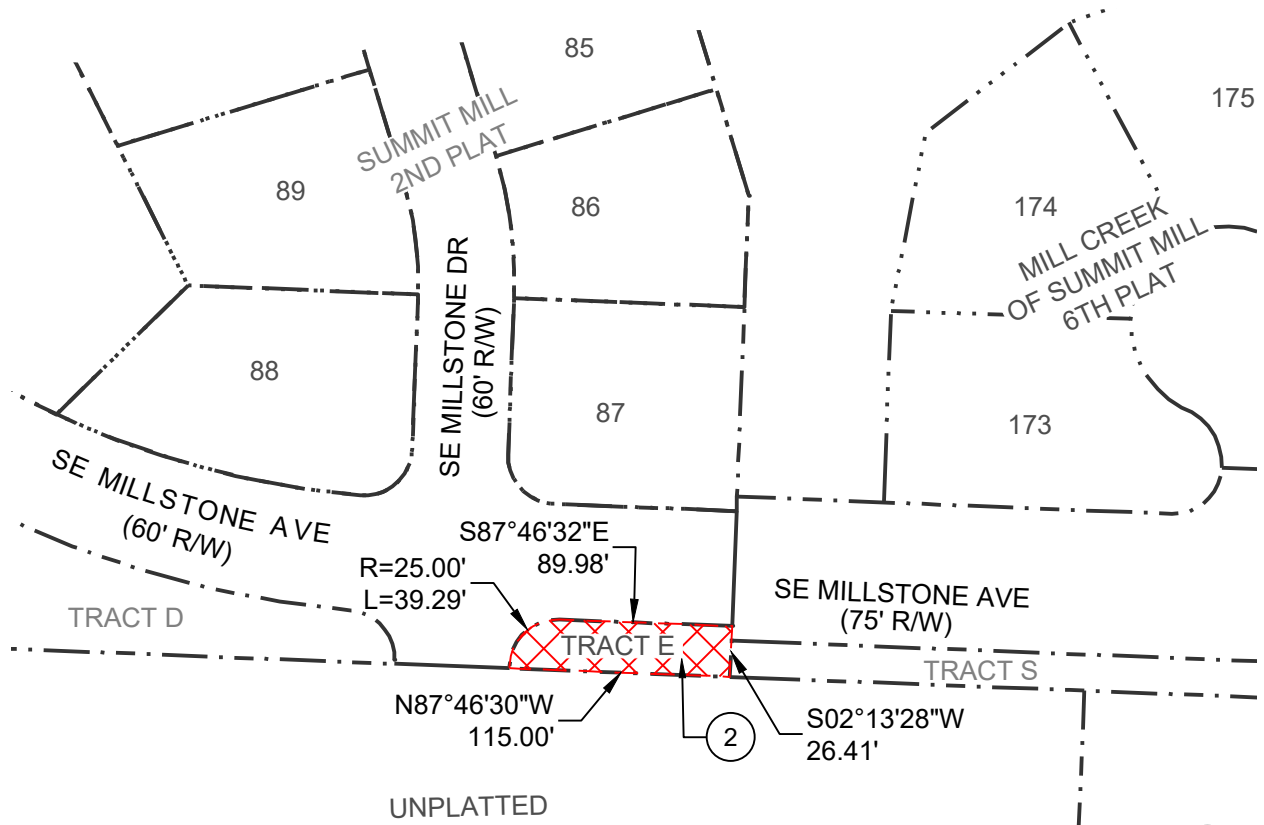 85
175
SUMMIT MILL
2ND PLAT
89
86
174
MILL CREEK
OF SUMMIT MILL
6TH PLAT
SE MILLSTONE DR
(60' R/W)
88
87
173
SE MILLSTONE AVE
(60' R/W)
S87°46'32"E
89.98'
R=25.00'
L=39.29'
SE MILLSTONE AVE
(75' R/W)
TRACT D
TRACT E
TRACT S
N87°46'30"W
115.00'
2
S02°13'28"W
26.41'
UNPLATTED